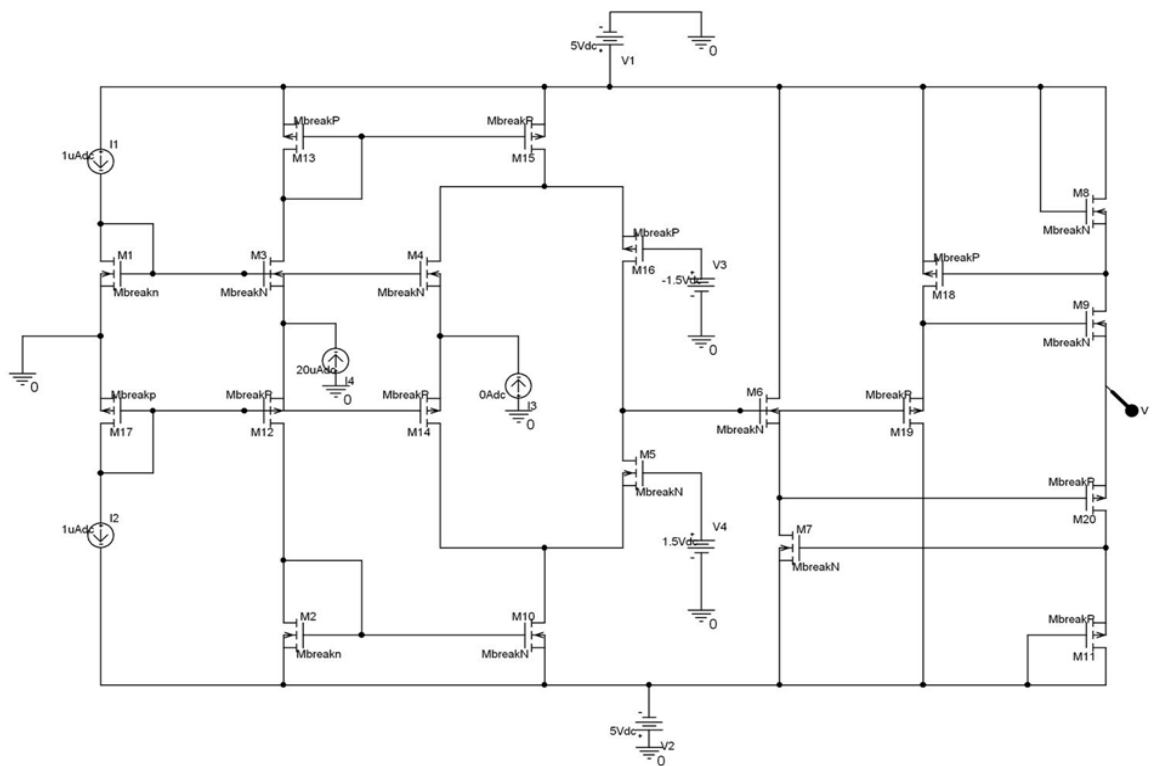 -
5Vdc
+
V1
0
MbreakP
M13
MbreakP
M15
I1
1uAdc
M8
MbreakN
M1
Mbreakn
M3
MbreakN
M4
MbreakN
MbreakP
M16
V3
+
-1.5Vdc
-
0
MbreakP
M18
M9
MbreakN
0
20uAdc
I4
0
0Adc
I3
0
Mbreakp
M17
MbreakP
M12
MbreakP
M14
M6
MbreakN
MbreakP
M19
V
M5
MbreakN
V4
+
1.5Vdc
-
0
I2
1uAdc
M7
MbreakN
MbreakP
M20
M2
Mbreakn
M10
MbreakN
MbreakP
M11
-
5Vdc
+
V2
0